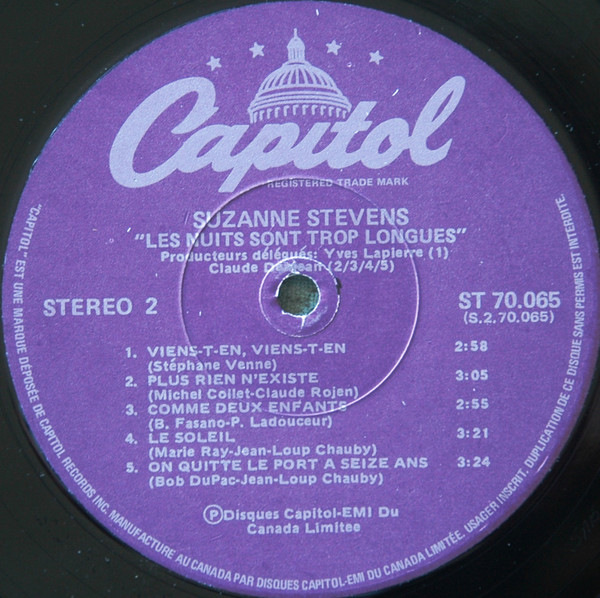 Capitol
REGISTERED TRADE MARK
SUZANNE STEVENS
"LES NUITS SONT TROP LONGUES"
Producteurs délégués: Yves Lapierre (1)
Claude (2/3/4/5)
STEREO 2
ST 70.065
(S.2.70.065)
1. VIENS-T-EN, VIENS-T-EN 2:58
(Stéphane Venne)
2. PLUS RIEN N'EXISTE 3:05
(Michel Collet-Claude Rojen)
3. COMME DEUX ENFANTS 2:55
(B. Fasano-P. Ladouceur)
4. LE SOLEIL 3:21
(Marie Ray-Jean-Loup Chauby)
5. ON QUITTE LE PORT A SEIZE ANS 3:24
(Bob DuPac-Jean-Loup Chauby)
Ⓟ Disques Capitol-EMI Du
Canada Limitee
"CAPITOL" EST UNE MARQUE DÉPOSÉE DE CAPITOL RECORDS INC. MANUFACTURE AU CANADA PAR DISQUES CAPITOL-EMI DU CANADA LIMITÉE. USAGER INSCRIT. DUPLICATION DE CE DISQUE SANS PERMIS EST INTERDITE.